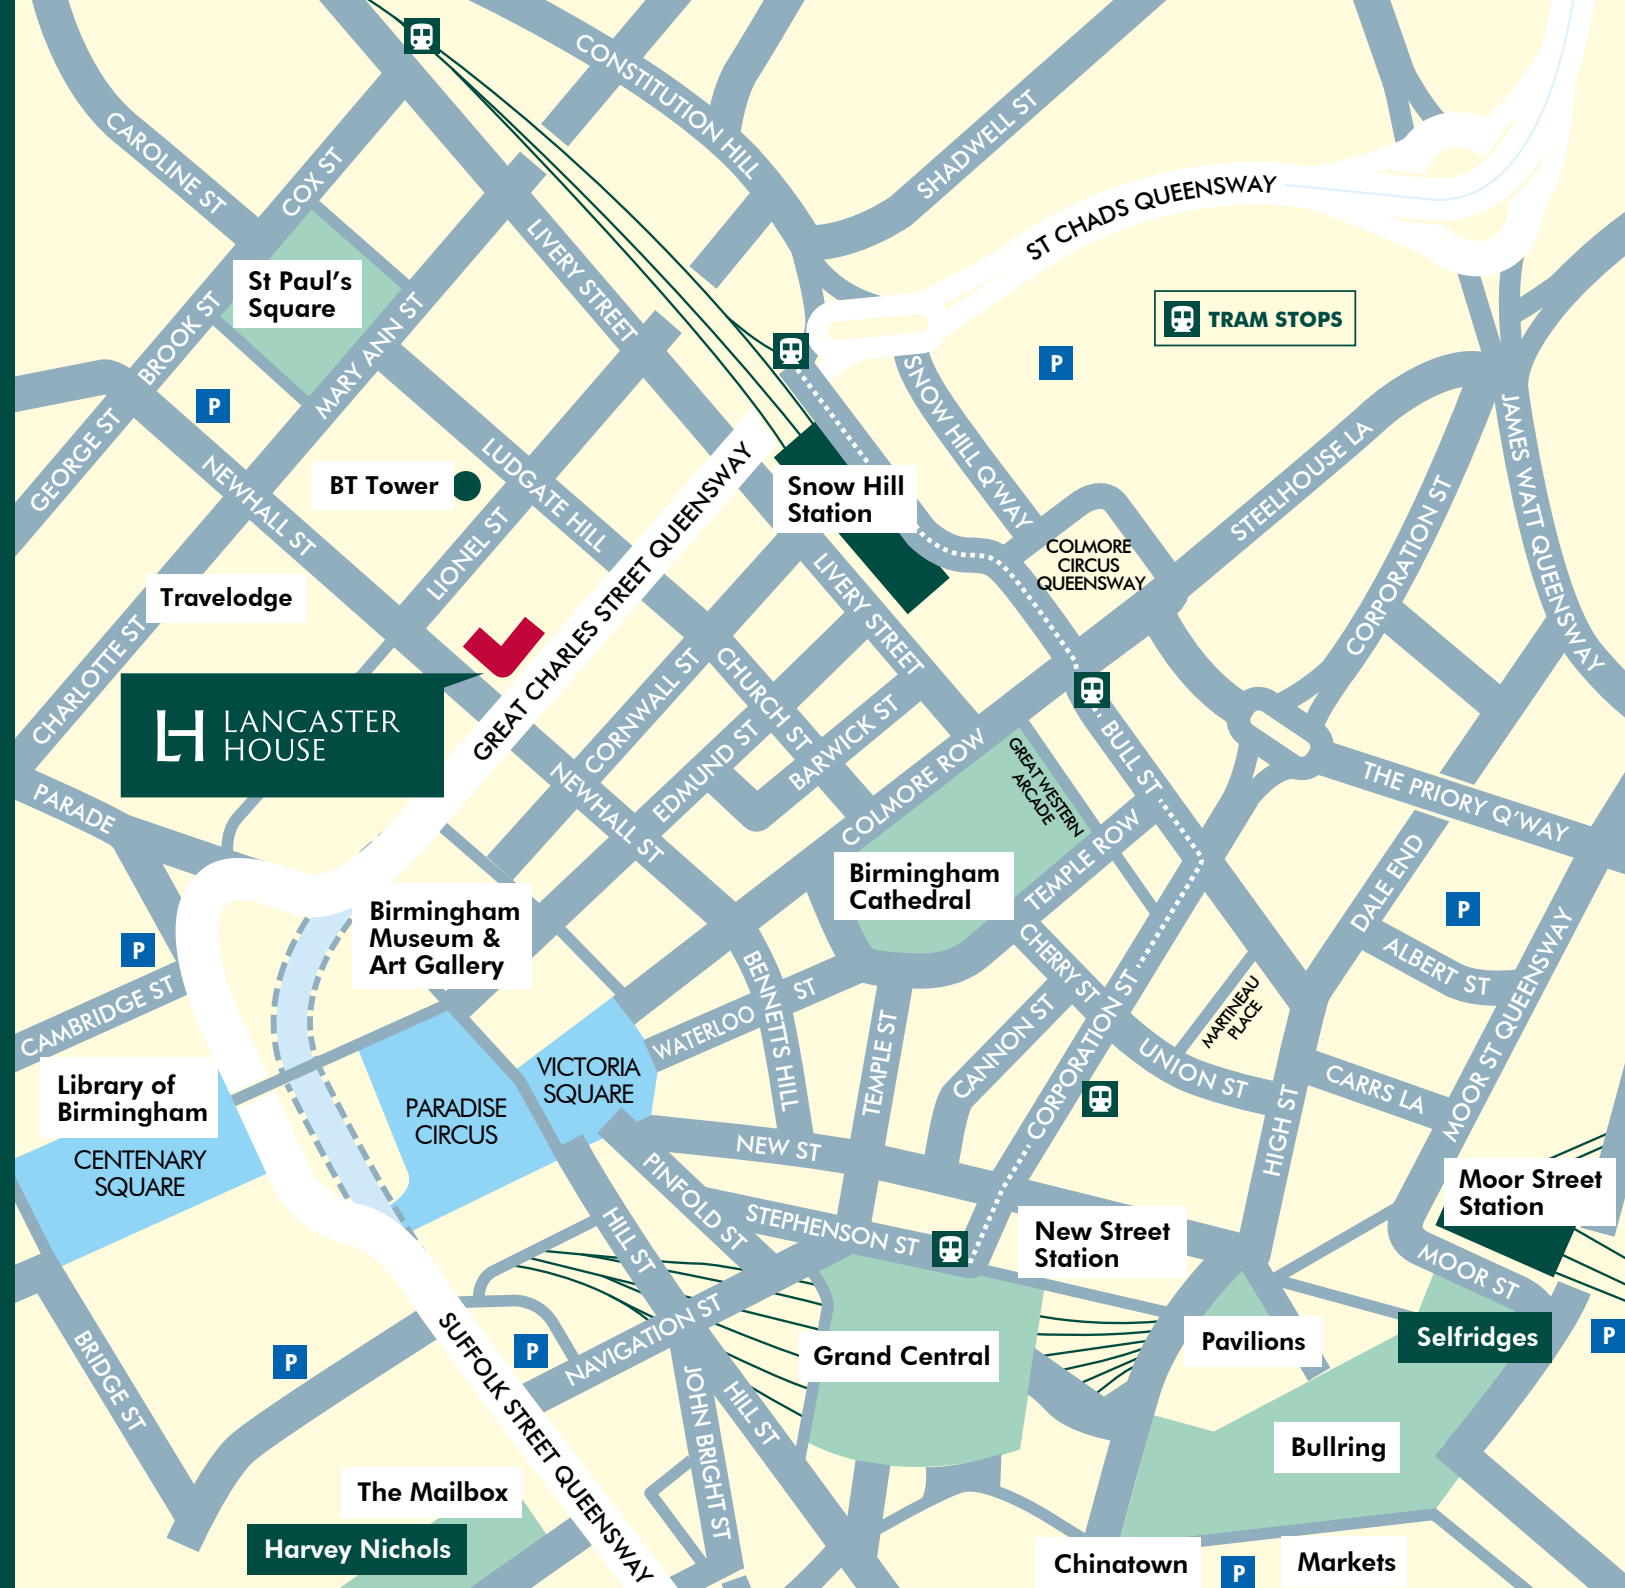 CONSTITUTION HILL
CAROLINE ST
COX ST
SHADWELL ST
ST CHADS QUEENSWAY
LIVERY STREET
St Paul's
Square
BROOK ST
MARY ANN ST
TRAM STOPS
P
P
SNOW HILL Q'WAY
GEORGE ST
NEWHALL ST
LUDGATE HILL
BT Tower
LIONEL ST
GREAT CHARLES STREET QUEENSWAY
Snow Hill
Station
STEELHOUSE LA
CORPORATION ST
JAMES WATT QUEENSWAY
COLMORE
CIRCUS
QUEENSWAY
LIVERY STREET
Travelodge
CHARLOTTE ST
LANCASTER
HOUSE
CORNWALL ST
CHURCH ST
EDMUND ST
BARWICK ST
NEWHALL ST
COLMORE ROW
GREAT WESTERN
ARCADE
BULL ST
THE PRIORY Q'WAY
PARADE
TEMPLE ROW
DALE END
Birmingham
Cathedral
P
Birmingham
Museum &
Art Gallery
P
CHERRY ST
ALBERT ST
MOOR ST QUEENSWAY
CAMBRIDGE ST
BENNETTS HILL
WATERLOO ST
TEMPLE ST
CANNON ST
CORPORATION ST
MARTINEAU
PLACE
UNION ST
CARRS LA
HIGH ST
Library of
Birmingham
VICTORIA
SQUARE
PARADISE
CIRCUS
CENTENARY
SQUARE
NEW ST
PINFOLD ST
STEPHENSON ST
HILL ST
New Street
Station
Moor Street
Station
MOOR ST
NAVIGATION ST
SUFFOLK STREET QUEENSWAY
BRIDGE ST
P
P
Grand Central
Pavilions
Selfridges
P
JOHN BRIGHT ST
HILL ST
Bullring
The Mailbox
Harvey Nichols
Chinatown
P
Markets